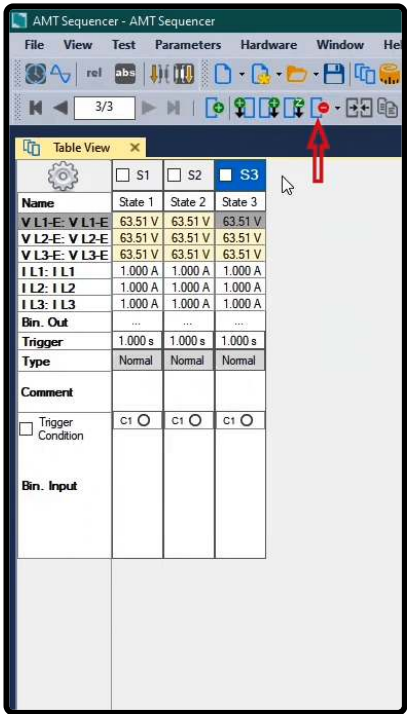 AMT Sequencer - AMT Sequencer
File View Test Parameters Hardware Window Hel
rel abs
3/3
Table View ×
S1 S2 S3
Name State 1 State 2 State 3
V L1-E: V L1-E 63.51 V 63.51 V 63.51 V
V L2-E: V L2-E 63.51 V 63.51 V 63.51 V
V L3-E: V L3-E 63.51 V 63.51 V 63.51 V
I L1: I L1 1.000 A 1.000 A 1.000 A
I L2: I L2 1.000 A 1.000 A 1.000 A
I L3: I L3 1.000 A 1.000 A 1.000 A
Bin. Out ... ... ...
Trigger 1.000 s 1.000 s 1.000 s
Type Normal Normal Normal
Comment
Trigger Condition C1 C1 C1
Bin. Input